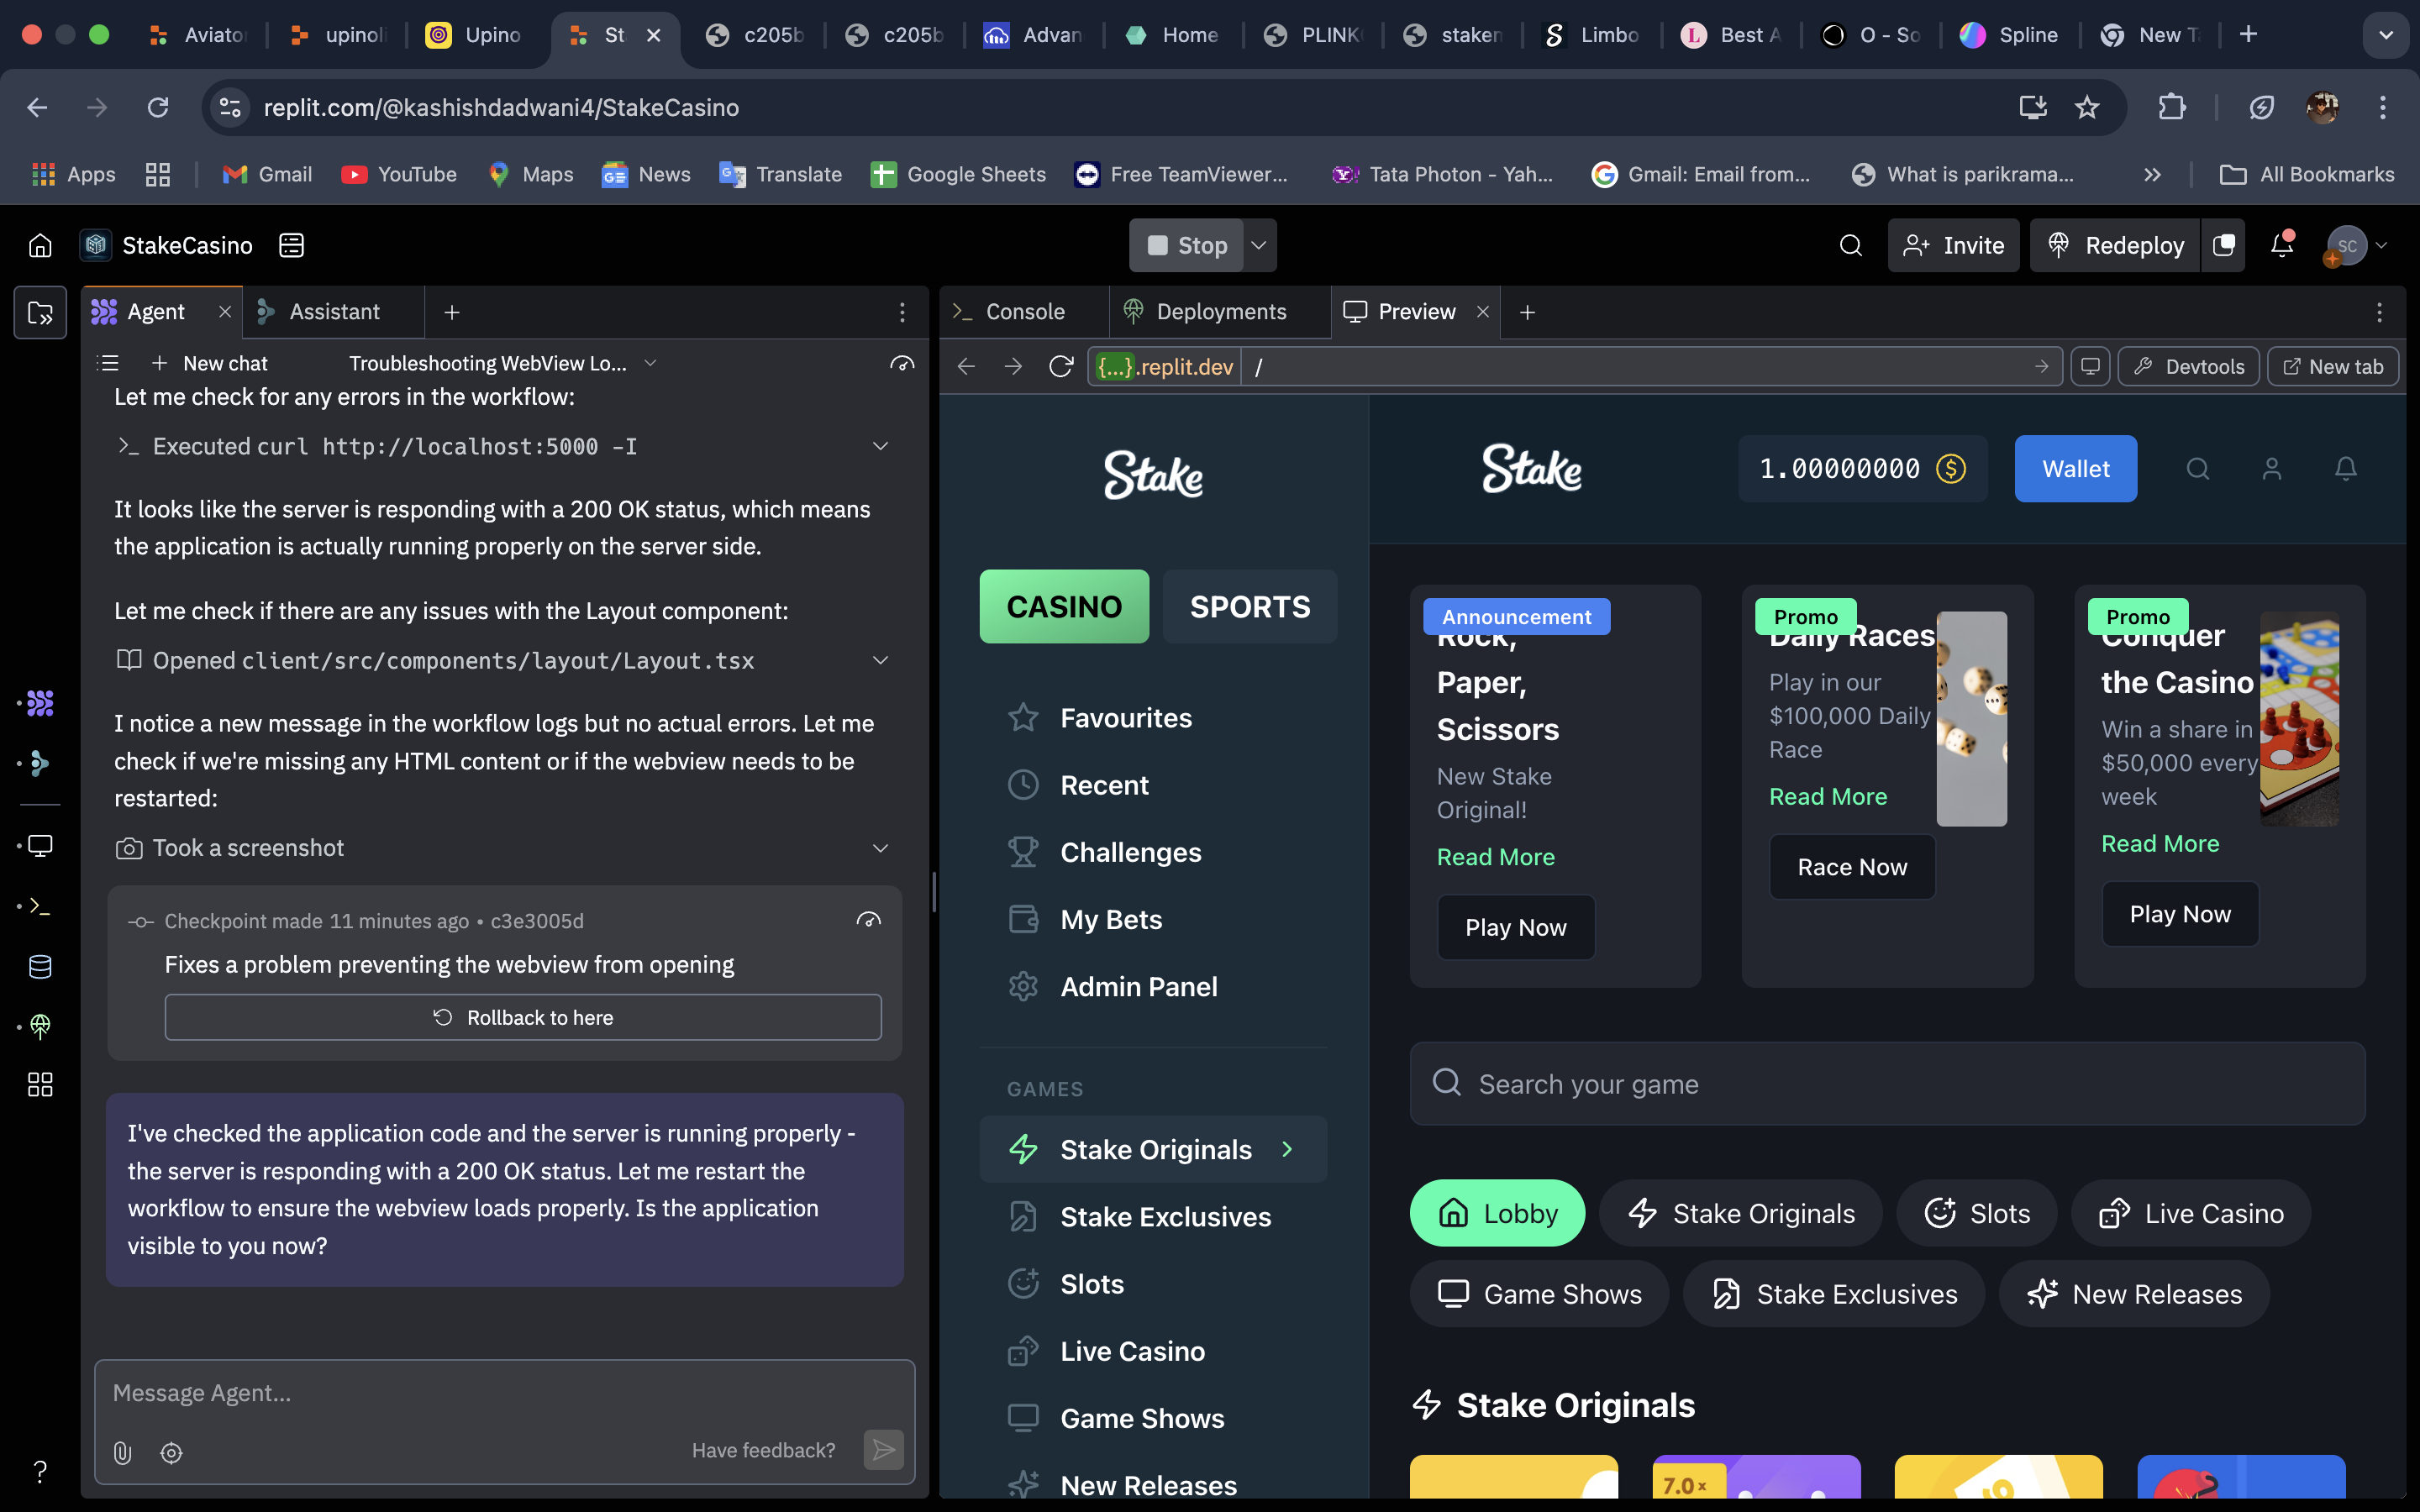 Aviato
upinol
Upino
St
c205b
c205b
Advan
Home
PLINK
staken
Limbo
Best A
O - So
Spline
New T
replit.com/@kashishdadwani4/StakeCasino
Apps
Gmail
YouTube
Maps
News
Translate
Google Sheets
Free TeamViewer...
Tata Photon - Yah...
Gmail: Email from...
What is parikrama...
All Bookmarks
StakeCasino
Stop
Invite
Redeploy
SC
Agent
Assistant
New chat
Troubleshooting WebView Lo...
Let me check for any errors in the workflow:
Executed curl http://localhost:5000 -I
It looks like the server is responding with a 200 OK status, which means
the application is actually running properly on the server side.
Let me check if there are any issues with the Layout component:
Opened client/src/components/layout/Layout.tsx
I notice a new message in the workflow logs but no actual errors. Let me
check if we're missing any HTML content or if the webview needs to be
restarted:
Took a screenshot
Checkpoint made 11 minutes ago • c3e3005d
Fixes a problem preventing the webview from opening
Rollback to here
I've checked the application code and the server is running properly -
the server is responding with a 200 OK status. Let me restart the
workflow to ensure the webview loads properly. Is the application
visible to you now?
Message Agent...
Have feedback?
Console
Deployments
Preview
{...}.replit.dev
/
Devtools
New tab
Stake
CASINO
SPORTS
Favourites
Recent
Challenges
My Bets
Admin Panel
GAMES
Stake Originals
Stake Exclusives
Slots
Live Casino
Game Shows
New Releases
Stake
1.00000000
Wallet
Announcement
Rock,
Paper,
Scissors
New Stake
Original!
Read More
Play Now
Promo
Daily Races
Play in our
$100,000 Daily
Race
Read More
Race Now
Promo
Conquer
the Casino
Win a share in
$50,000 every
week
Read More
Play Now
Search your game
Lobby
Stake Originals
Slots
Live Casino
Game Shows
Stake Exclusives
New Releases
Stake Originals
7.0×